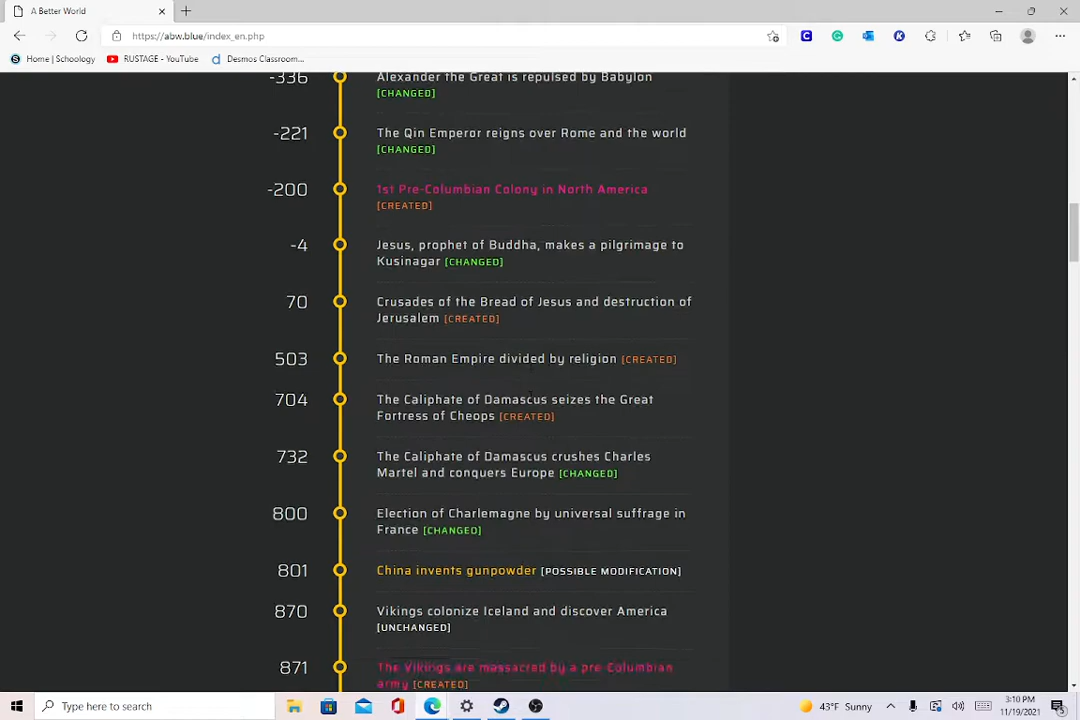 A Better World
https://abw.blue/index_en.php
Home | Schoology
RUSTAGE - YouTube
Desmos Classroom...
-336
Alexander the Great is repulsed by Babylon
[CHANGED]
-221
The Qin Emperor reigns over Rome and the world
[CHANGED]
-200
1st Pre-Columbian Colony in North America
[CREATED]
-4
Jesus, prophet of Buddha, makes a pilgrimage to
Kusinagar [CHANGED]
70
Crusades of the Bread of Jesus and destruction of
Jerusalem [CREATED]
503
The Roman Empire divided by religion [CREATED]
704
The Caliphate of Damascus seizes the Great
Fortress of Cheops [CREATED]
732
The Caliphate of Damascus crushes Charles
Martel and conquers Europe [CHANGED]
800
Election of Charlemagne by universal suffrage in
France [CHANGED]
801
China invents gunpowder [POSSIBLE MODIFICATION]
870
Vikings colonize Iceland and discover America
[UNCHANGED]
871
The Vikings are massacred by a pre-Columbian
army [CREATED]
Type here to search
43°F Sunny
3:10 PM
11/19/2021